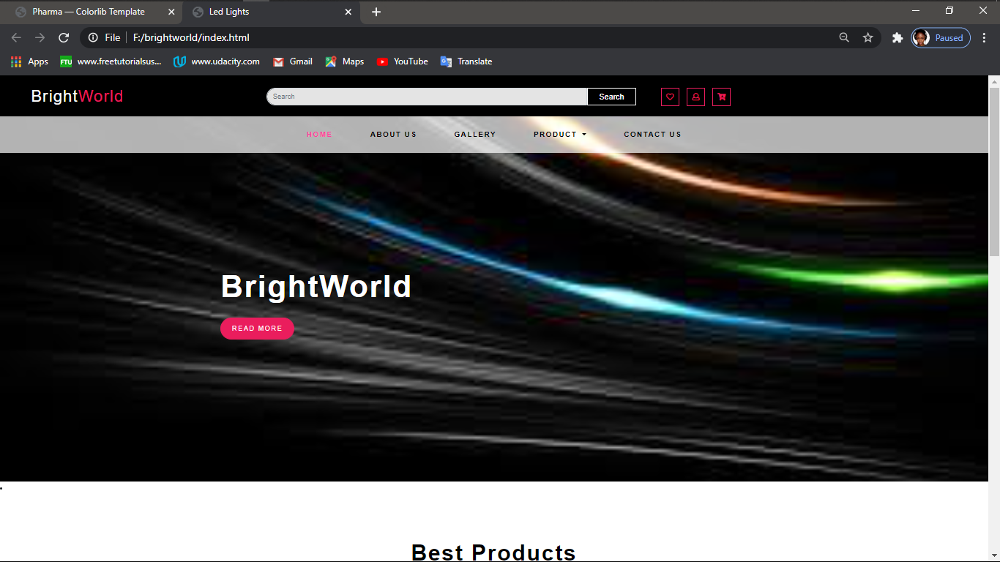 Pharma — Colorlib Template
Led Lights
File F:/brightworld/index.html
Paused
Apps
FTU www.freetutorialsus...
www.udacity.com
Gmail
Maps
YouTube
Translate
BrightWorld
Search
Search
HOME
ABOUT US
GALLERY
PRODUCT
CONTACT US
BrightWorld
READ MORE
Best Products